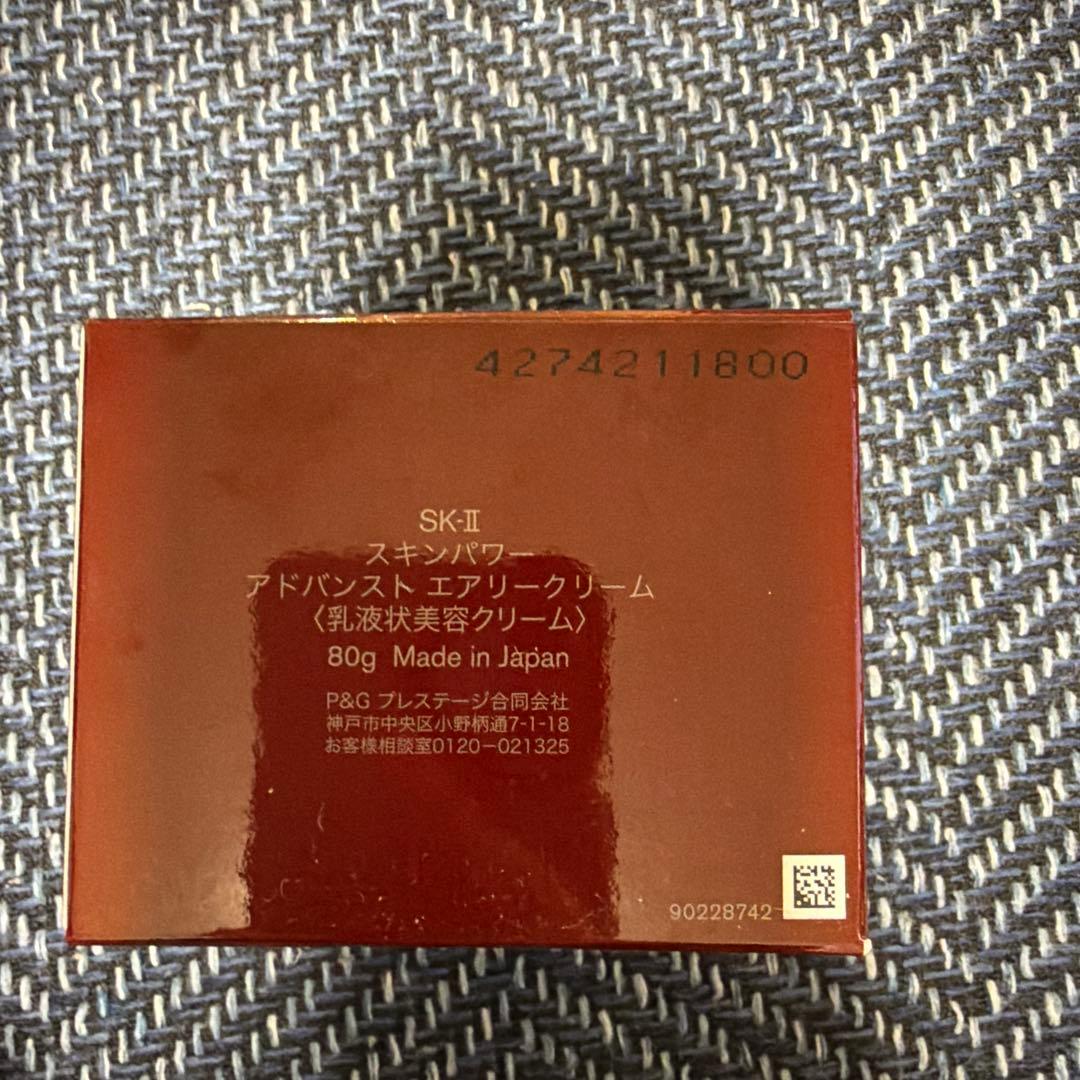 4274211800
SK-Ⅱ
スキンパワー
アドバンスト エアリークリーム
〈乳液状美容クリーム〉
80g Made in Japan
P&G プレステージ合同会社
神戸市中央区小野柄通7-1-18
お客様相談室0120-021325
90228742